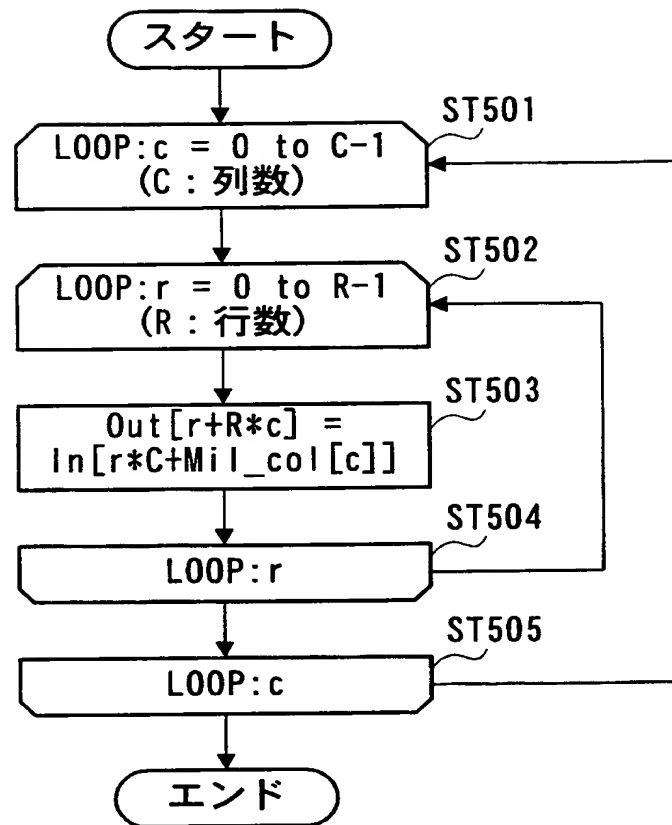 スタート
ST501
LOOP:c = 0 to C-1
(C : 列数)
ST502
LOOP:r = 0 to R-1
(R : 行数)
ST503
Out[r+R*c] =
In[r*C+Mil_col[c]]
ST504
LOOP:r
ST505
LOOP:c
エンド